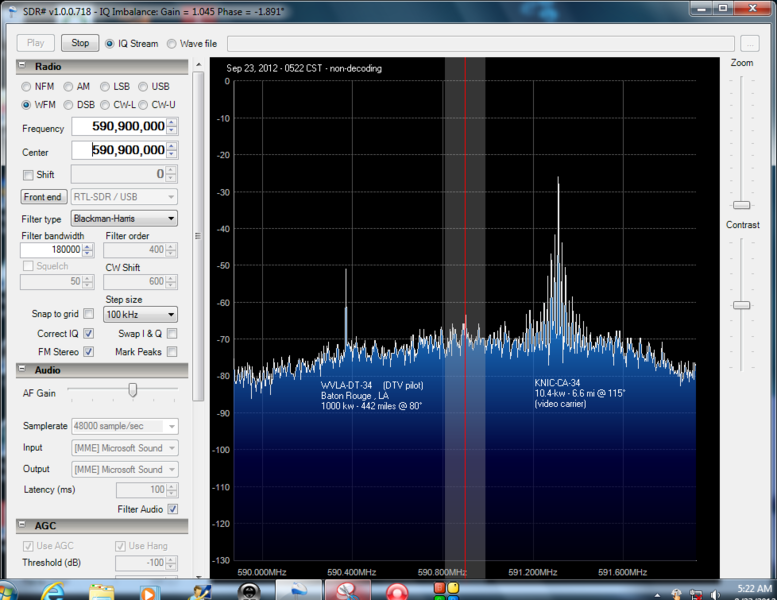 SDR# v1.0.0.718 - IQ Imbalance: Gain = 1.045 Phase = -1.891°
Play
Stop
IQ Stream
Wave file
...
Radio
NFM AM LSB USB
WFM DSB CW-L CW-U
Frequency 590,900,000
Center 590,900,000
Shift 0
Front end RTL-SDR / USB
Filter type Blackman-Harris
Filter bandwidth Filter order
180000 400
Squelch CW Shift
50 600
Step size
Snap to grid 100 kHz
Correct IQ Swap I & Q
FM Stereo Mark Peaks
Audio
AF Gain
Samplerate 48000 sample/sec
Input [MME] Microsoft Sound
Output [MME] Microsoft Sound
Latency (ms) 100
Filter Audio
AGC
Use AGC Use Hang
Threshold (dB) -100
Sep 23, 2012 - 0522 CST - non-decoding
0
-10
-20
-30
-40
-50
-60
-70
-80
-90
-100
-110
-120
-130
WVLA-DT-34 (DTV pilot)
Baton Rouge , LA
1000 kw - 442 miles @ 80°
KNIC-CA-34
10.4-kw - 6.6 mi @ 115°
(video carrier)
590.000MHz 590.400MHz 590.800MHz 591.200MHz 591.600MHz
Zoom
Contrast
5:22 AM